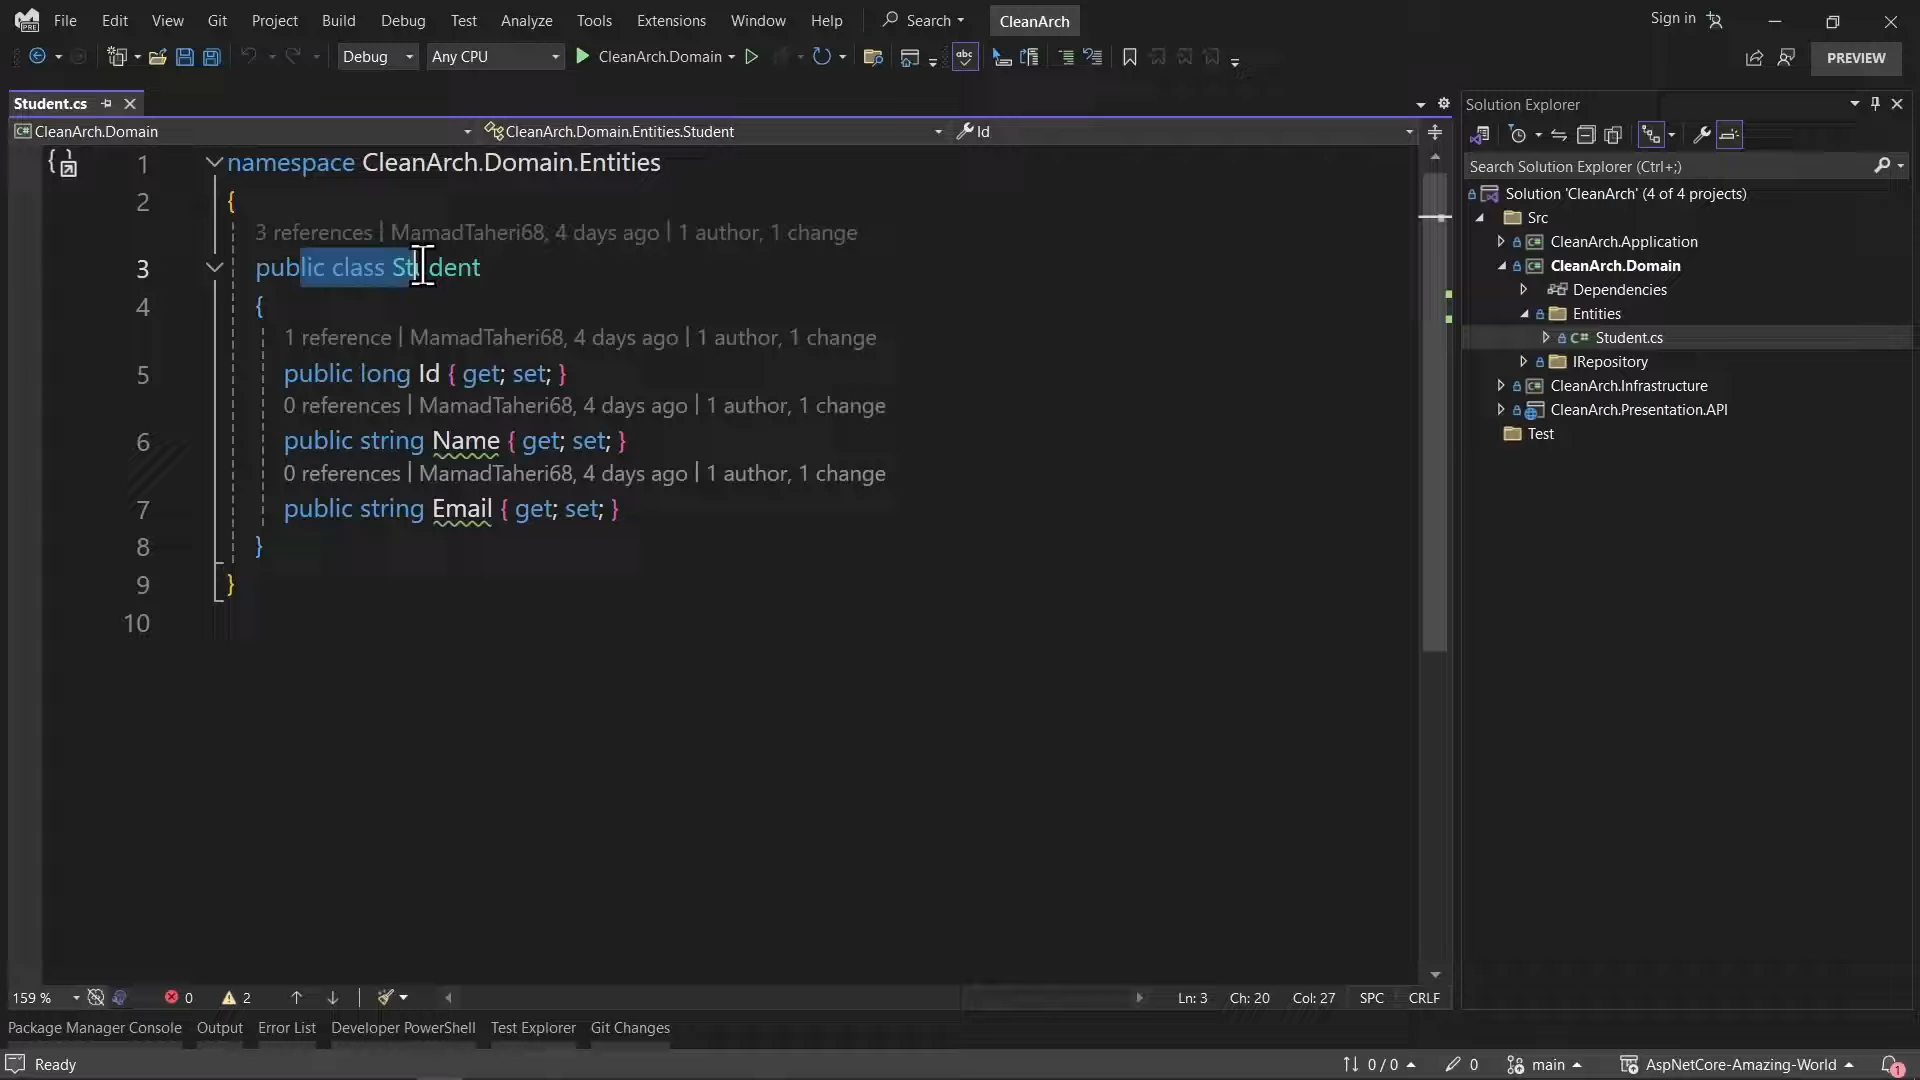 File Edit View Git Project Build Debug Test Analyze Tools Extensions Window Help Search CleanArch Sign in
Debug Any CPU CleanArch.Domain PREVIEW
Student.cs
CleanArch.Domain CleanArch.Domain.Entities.Student Id
1 namespace CleanArch.Domain.Entities
2 {
3 references | MamadTaheri68, 4 days ago | 1 author, 1 change
3 public class Student
4 {
1 reference | MamadTaheri68, 4 days ago | 1 author, 1 change
5 public long Id { get; set; }
0 references | MamadTaheri68, 4 days ago | 1 author, 1 change
6 public string Name { get; set; }
0 references | MamadTaheri68, 4 days ago | 1 author, 1 change
7 public string Email { get; set; }
8 }
9 }
10
Solution Explorer
Search Solution Explorer (Ctrl+;)
Solution 'CleanArch' (4 of 4 projects)
Src
CleanArch.Application
CleanArch.Domain
Dependencies
Entities
C# Student.cs
IRepository
CleanArch.Infrastructure
CleanArch.Presentation.API
Test
159 % 0 2 Ln: 3 Ch: 20 Col: 27 SPC CRLF
Package Manager Console Output Error List Developer PowerShell Test Explorer Git Changes
Ready 0 / 0 0 main AspNetCore-Amazing-World 1